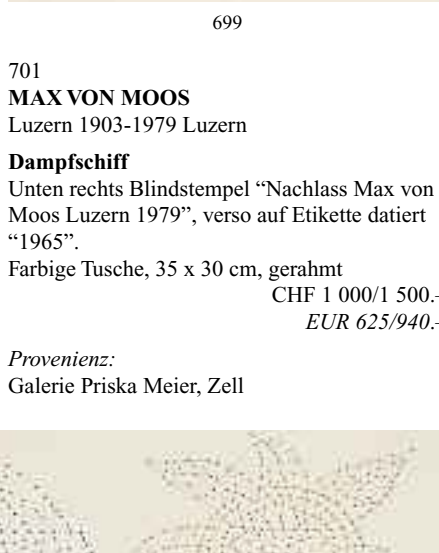 699
701
MAX VON MOOS
Luzern 1903-1979 Luzern
Dampfschiff
Unten rechts Blindstempel “Nachlass Max von
Moos Luzern 1979”, verso auf Etikette datiert
“1965”.
Farbige Tusche, 35 x 30 cm, gerahmt
CHF 1 000/1 500.-
EUR 625/940.-
Provenienz:
Galerie Priska Meier, Zell